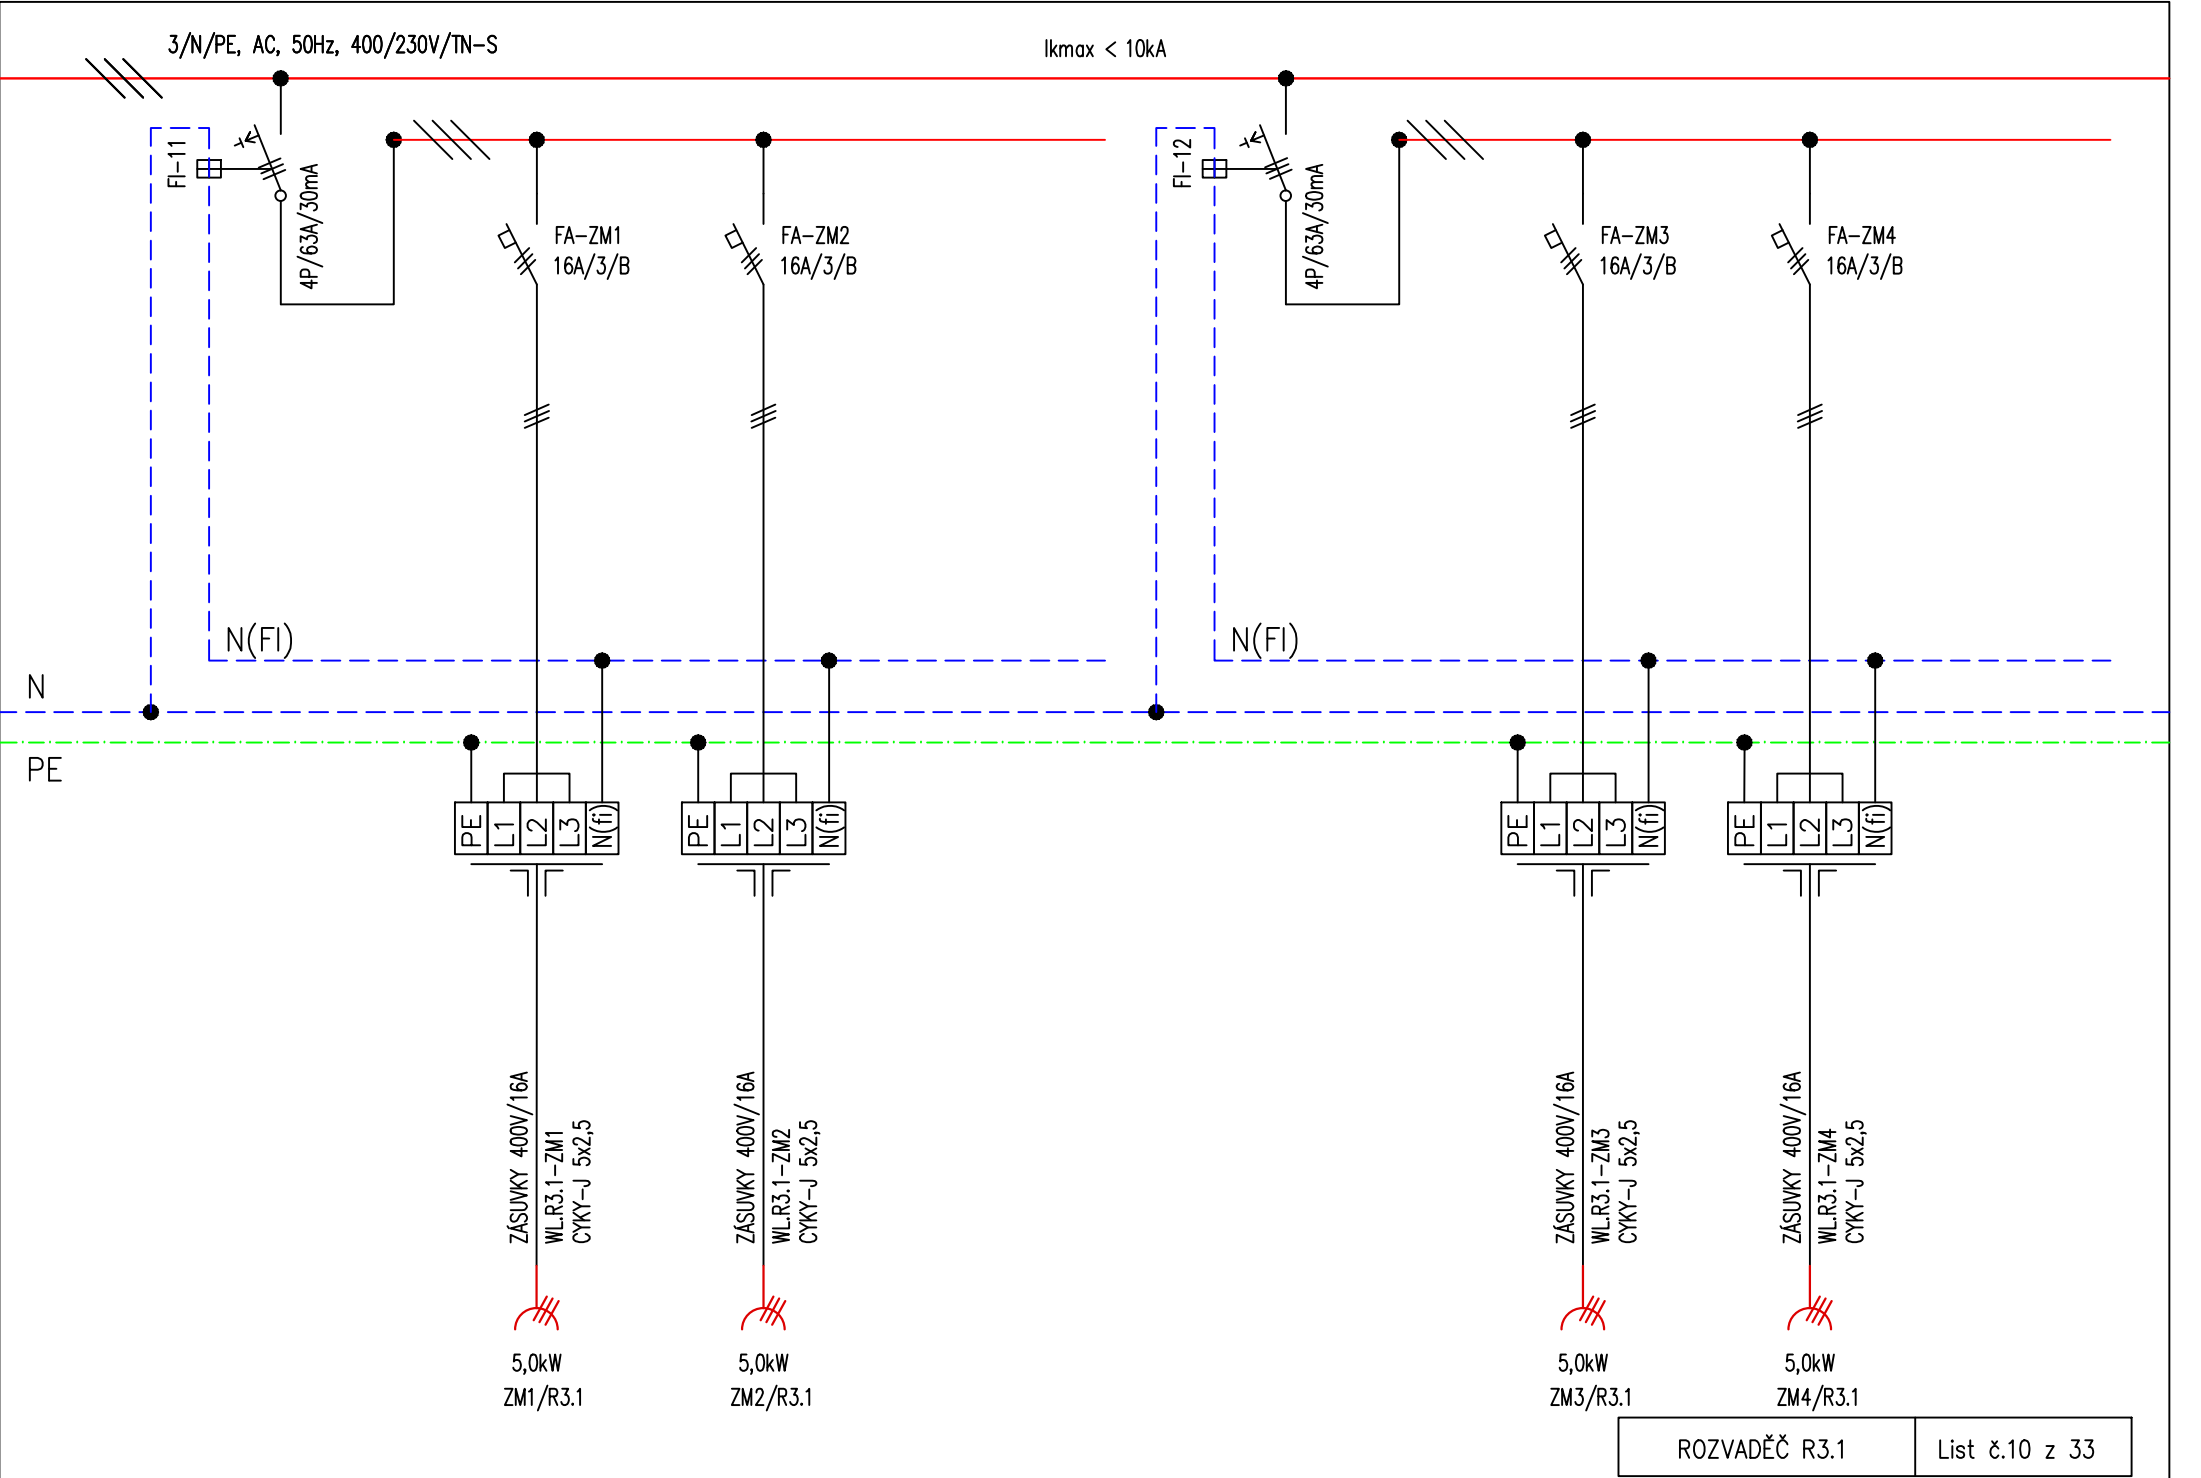 3/N/PE, AC, 50Hz, 400/230V/TN-S
Ikmax < 10kA
FI-11
4P/63A/30mA
FA-ZM1
16A/3/B
FA-ZM2
16A/3/B
FI-12
4P/63A/30mA
FA-ZM3
16A/3/B
FA-ZM4
16A/3/B
N(FI)
N(FI)
N
PE
PE
L1
L2
L3
N(fi)
PE
L1
L2
L3
N(fi)
PE
L1
L2
L3
N(fi)
PE
L1
L2
L3
N(fi)
ZÁSUVKY 400V/16A
WL.R3.1-ZM1
CYKY-J 5x2,5
ZÁSUVKY 400V/16A
WL.R3.1-ZM2
CYKY-J 5x2,5
ZÁSUVKY 400V/16A
WL.R3.1-ZM3
CYKY-J 5x2,5
ZÁSUVKY 400V/16A
WL.R3.1-ZM4
CYKY-J 5x2,5
5,0kW
ZM1/R3.1
5,0kW
ZM2/R3.1
5,0kW
ZM3/R3.1
5,0kW
ZM4/R3.1
ROZVADĚČ R3.1
List č.10 z 33